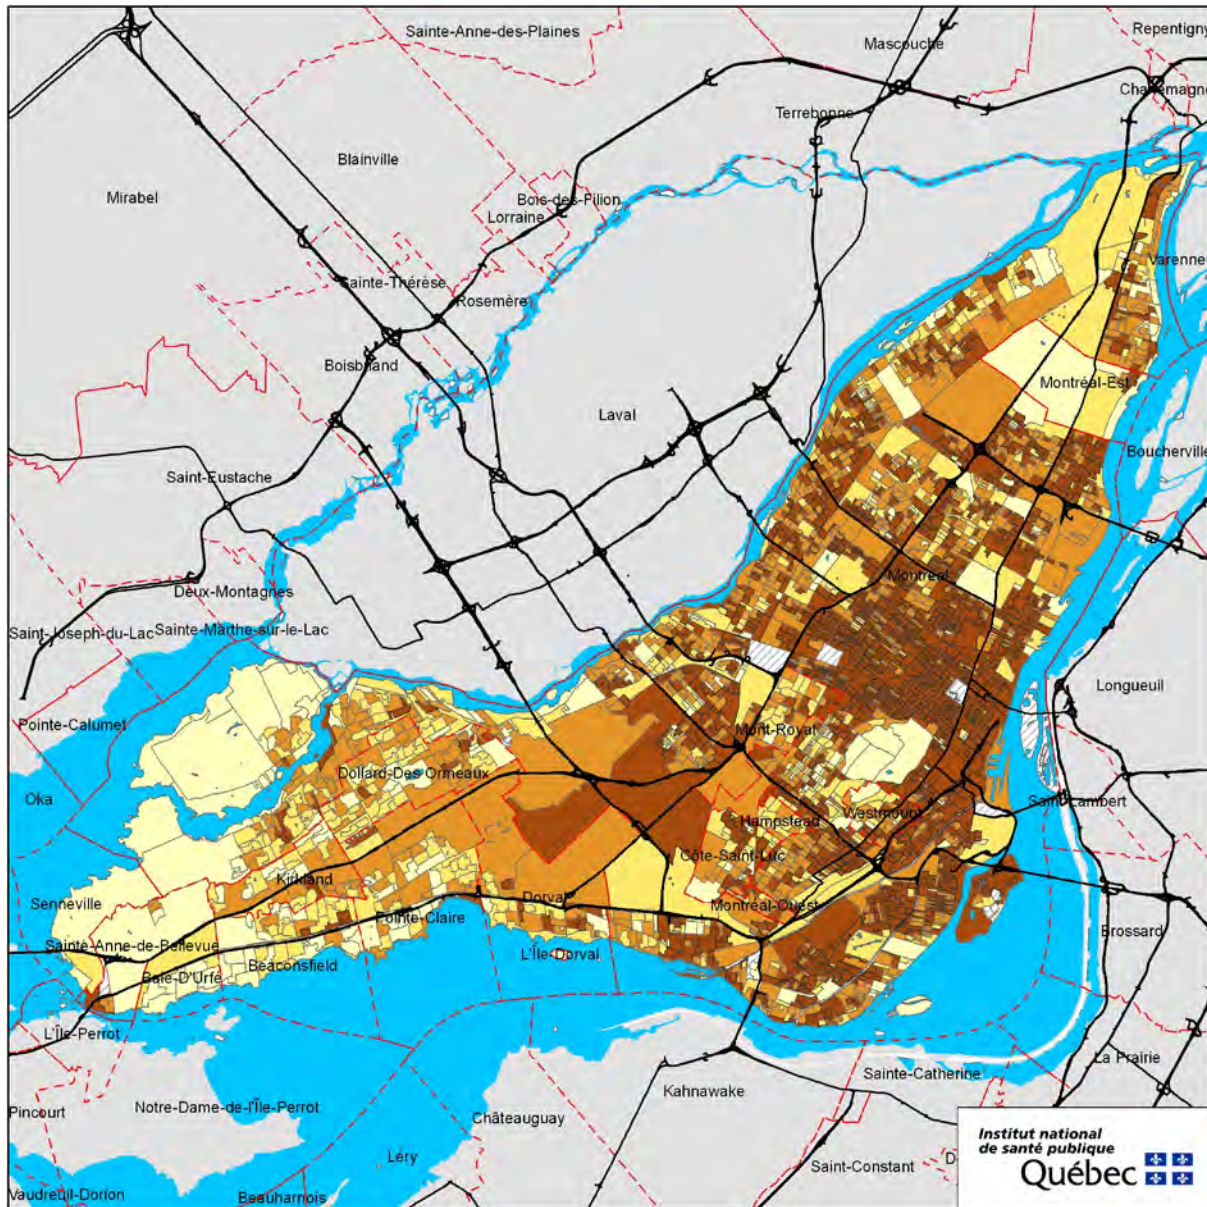 Sainte-Anne-des-Plaines
Repentigny
Mascouche
Charlemagne
Terrebonne
Blainville
Mirabel
Bois-des-Filion
Lorraine
Varennes
Sainte-Thérèse
Rosemère
Boisbriand
Montréal-Est
Laval
Boucherville
Saint-Eustache
Montréal
Deux-Montagnes
Saint-Joseph-du-Lac
Sainte-Marthe-sur-le-Lac
Longueuil
Pointe-Calumet
Mont-Royal
Dollard-Des Ormeaux
Oka
Saint-Lambert
Westmount
Hampstead
Côte-Saint-Luc
Kirkland
Dorval
Senneville
Montréal-Ouest
Pointe-Claire
Brossard
Sainte-Anne-de-Bellevue
L'Île-Dorval
Beaconsfield
Baie-D'Urfé
L'Île-Perrot
La Prairie
Sainte-Catherine
Kahnawake
Notre-Dame-de-l'Île-Perrot
Pincourt
Châteauguay
Institut national
de santé publique
Québec
Léry
Saint-Constant
Vaudreuil-Dorion
Beauharnois